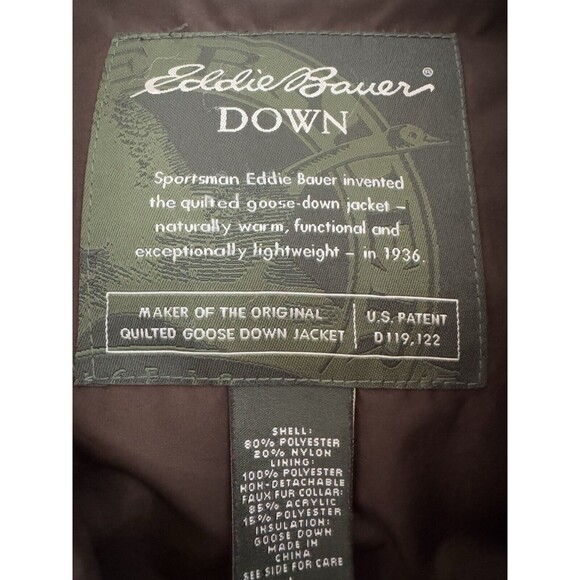 Eddie Bauer®
DOWN
Sportsman Eddie Bauer invented
the quilted goose-down jacket –
naturally warm, functional and
exceptionally lightweight – in 1936.
MAKER OF THE ORIGINAL
QUILTED GOOSE DOWN JACKET
U.S. PATENT
D119,122
SHELL:
80% POLYESTER
20% NYLON
LINING:
100% POLYESTER
NON-DETACHABLE
FAUX FUR COLLAR:
85% ACRYLIC
15% POLYESTER
INSULATION:
GOOSE DOWN
MADE IN
CHINA
SEE SIDE FOR CARE